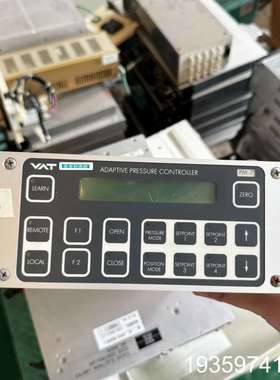 VAT ADAPTIVE PRESSURE CONTROLLER PM-7
LEARN ZERO
REMOTE F 1 OPEN PRESSURE MODE SETPOINT 1 SETPOINT 2
LOCAL F 2 CLOSE POSITION MODE SETPOINT 3 SETPOINT 4
19359741